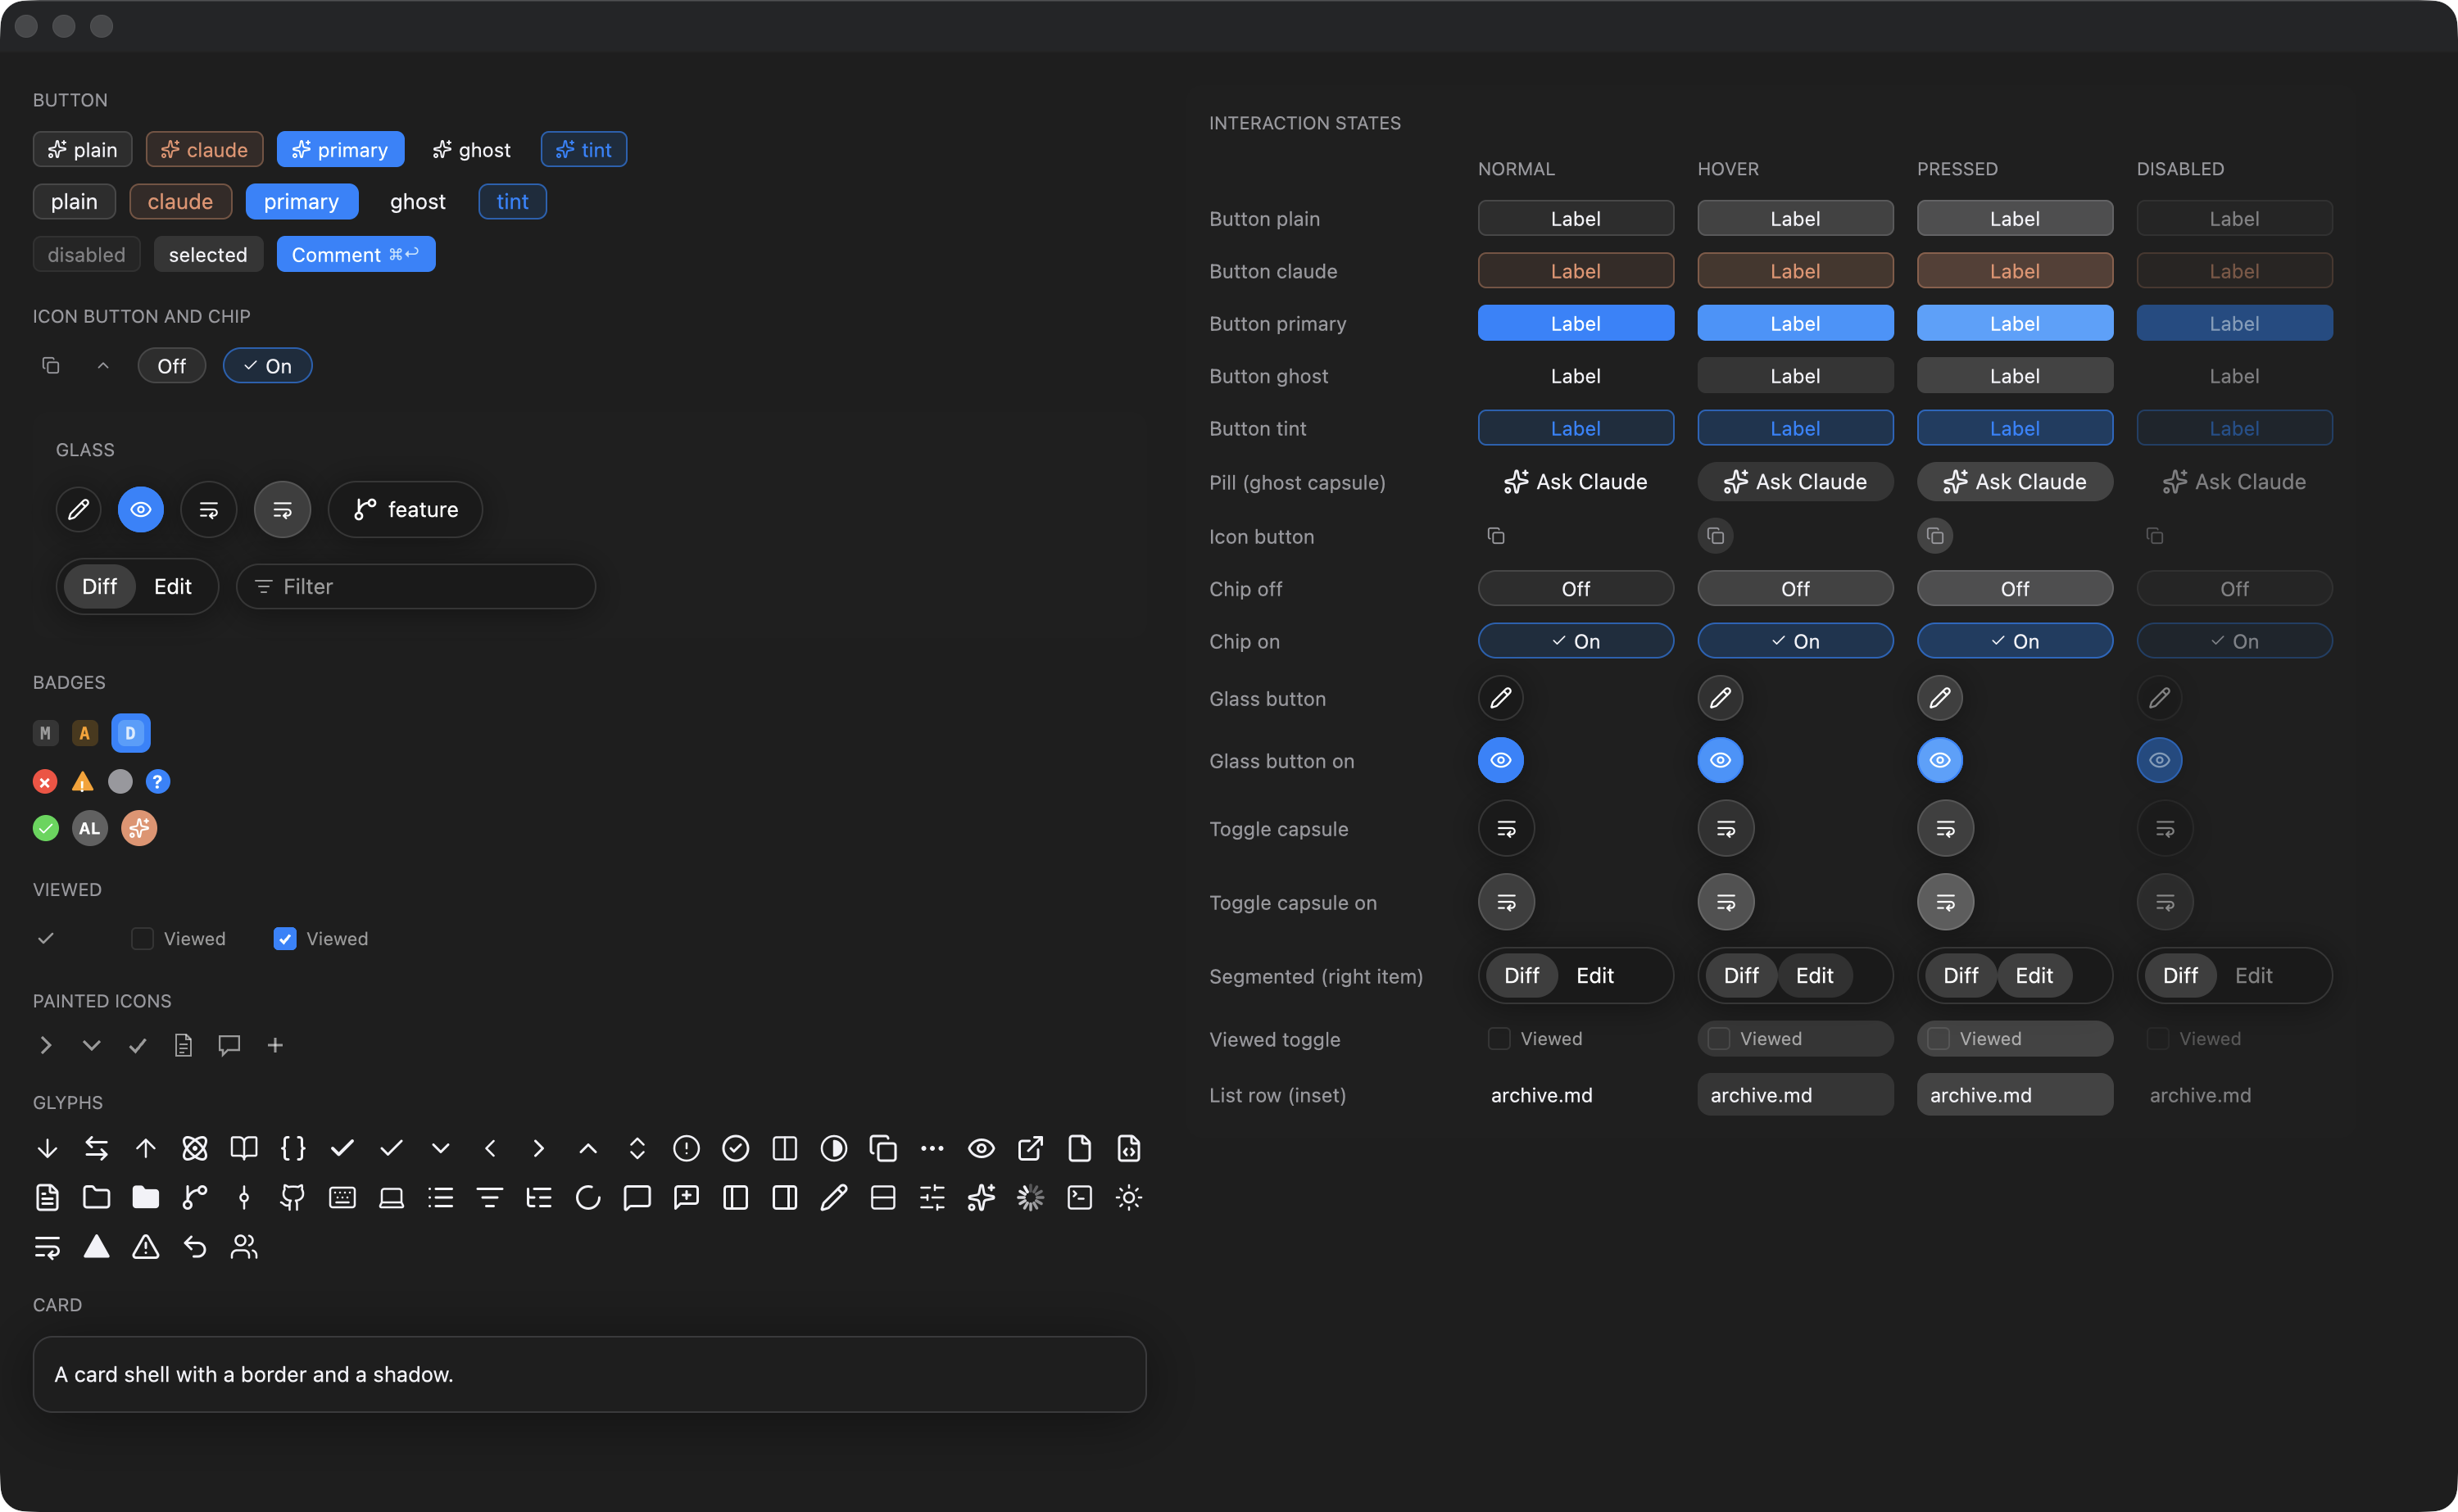 BUTTON
plain claude primary ghost tint
plain claude primary ghost tint
disabled selected Comment ⌘↩
ICON BUTTON AND CHIP
Off On
GLASS
feature
Diff Edit Filter
BADGES
M A D
?
AL
VIEWED
Viewed Viewed
PAINTED ICONS
GLYPHS
CARD
A card shell with a border and a shadow.
INTERACTION STATES
NORMAL HOVER PRESSED DISABLED
Button plain Label Label Label Label
Button claude Label Label Label Label
Button primary Label Label Label Label
Button ghost Label Label Label Label
Button tint Label Label Label Label
Pill (ghost capsule) Ask Claude Ask Claude Ask Claude Ask Claude
Icon button
Chip off Off Off Off Off
Chip on On On On On
Glass button
Glass button on
Toggle capsule
Toggle capsule on
Segmented (right item) Diff Edit Diff Edit Diff Edit Diff Edit
Viewed toggle Viewed Viewed Viewed Viewed
List row (inset) archive.md archive.md archive.md archive.md